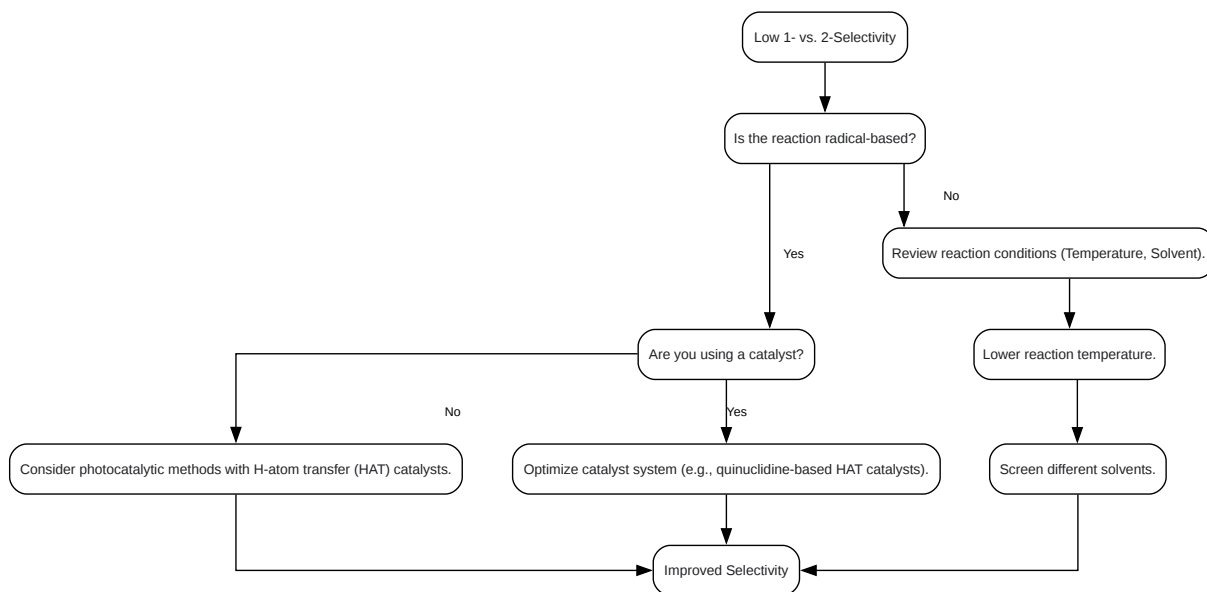 Low 1- vs. 2-Selectivity
Is the reaction radical-based?
No
Review reaction conditions (Temperature, Solvent).
Yes
Are you using a catalyst?
Lower reaction temperature.
No
Yes
Consider photocatalytic methods with H-atom transfer (HAT) catalysts.
Optimize catalyst system (e.g., quinuclidine-based HAT catalysts).
Screen different solvents.
Improved Selectivity